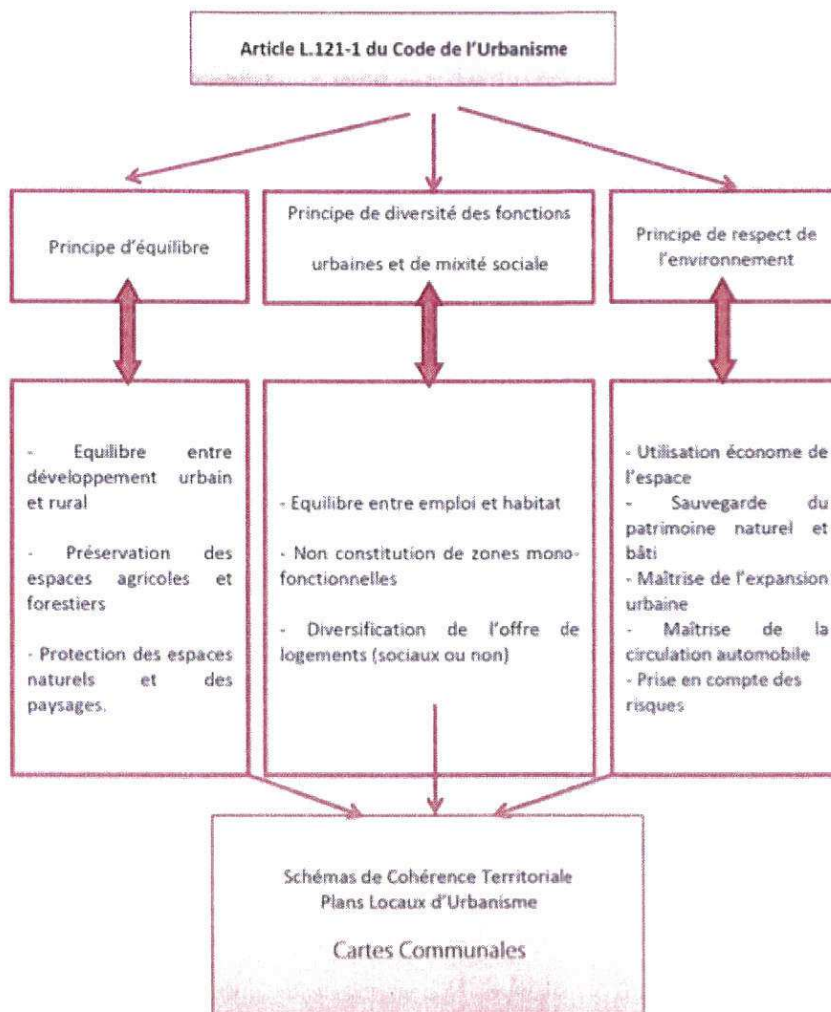 Article L.121-1 du Code de l'Urbanisme
Principe d'équilibre
Principe de diversité des fonctions
urbaines et de mixité sociale
Principe de respect de
l'environnement
- Equilibre entre
développement urbain
et rural
- Préservation des
espaces agricoles et
forestiers
- Protection des espaces
naturels et des
paysages.
- Equilibre entre emploi et habitat
- Non constitution de zones mono-
fonctionnelles
- Diversification de l'offre de
logements (sociaux ou non)
- Utilisation économe de
l'espace
- Sauvegarde du
patrimoine naturel et
bâti
- Maîtrise de l'expansion
urbaine
- Maîtrise de la
circulation automobile
- Prise en compte des
risques
Schémas de Cohérence Territoriale
Plans Locaux d'Urbanisme
Cartes Communales